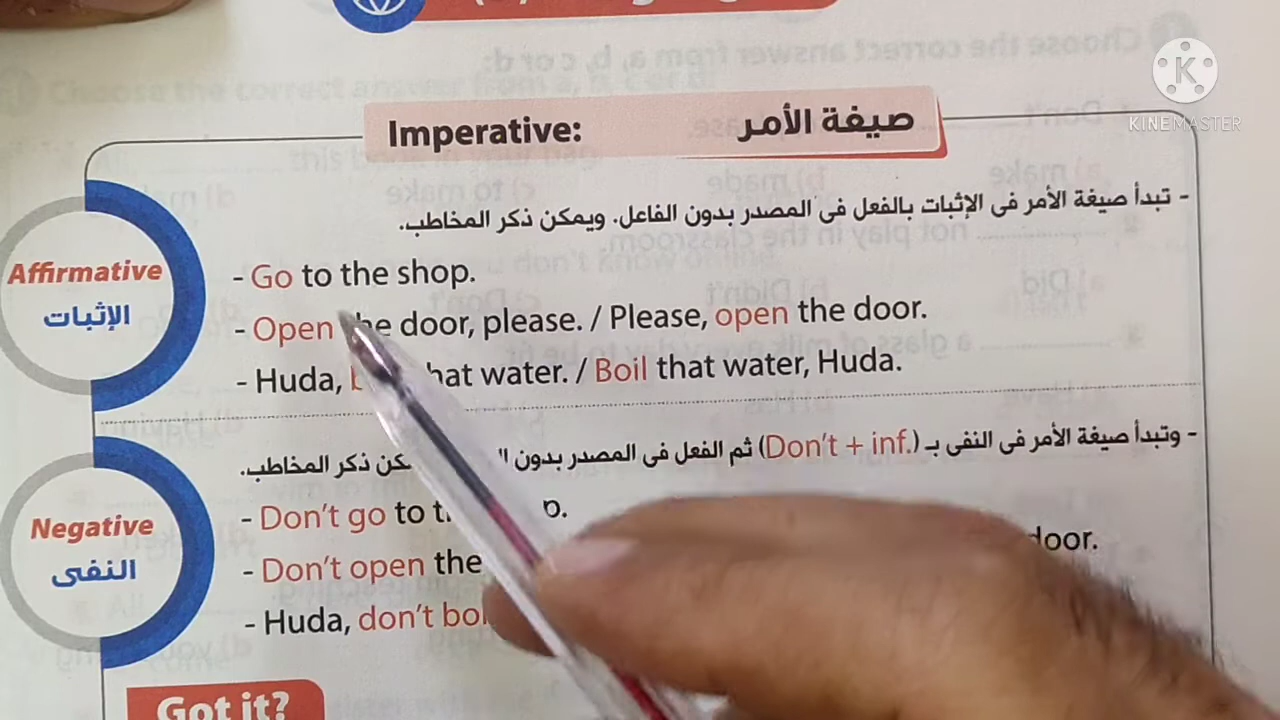 KINEMASTER
Imperative: صيغة الأمر
- تبدأ صيغة الأمر فى الإثبات بالفعل فى المصدر بدون الفاعل. ويمكن ذكر المخاطب.
Affirmative
الإثبات
- Go to the shop.
- Open the door, please. / Please, open the door.
- Huda, that water. / Boil that water, Huda.
- وتبدأ صيغة الأمر فى النفى بـ (Don't + inf.) ثم الفعل فى المصدر بدون ذكر المخاطب.
Negative
النفى
- Don't go to
- Don't open the door.
- Huda, don't
Got it?